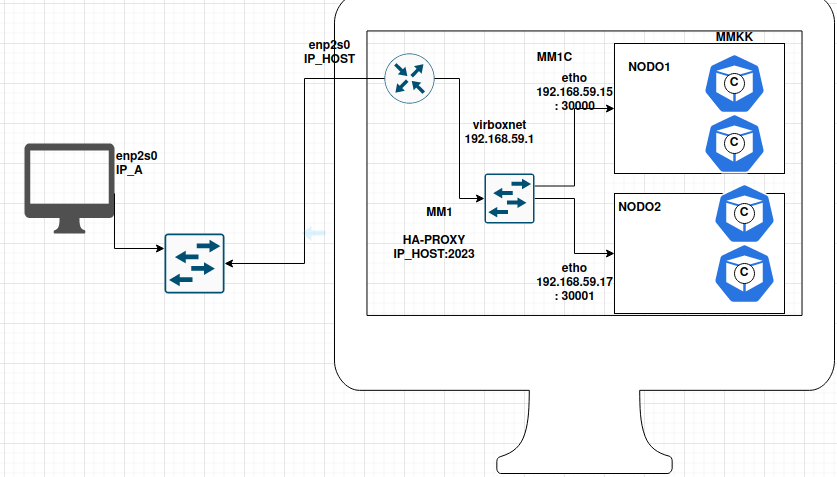 MMKK
enp2s0
IP_HOST
MM1C
NODO1
C
etho
192.168.59.15
: 30000
virboxnet
192.168.59.1
C
enp2s0
IP_A
NODO2
C
MM1
HA-PROXY
IP_HOST:2023
etho
192.168.59.17
: 30001
C